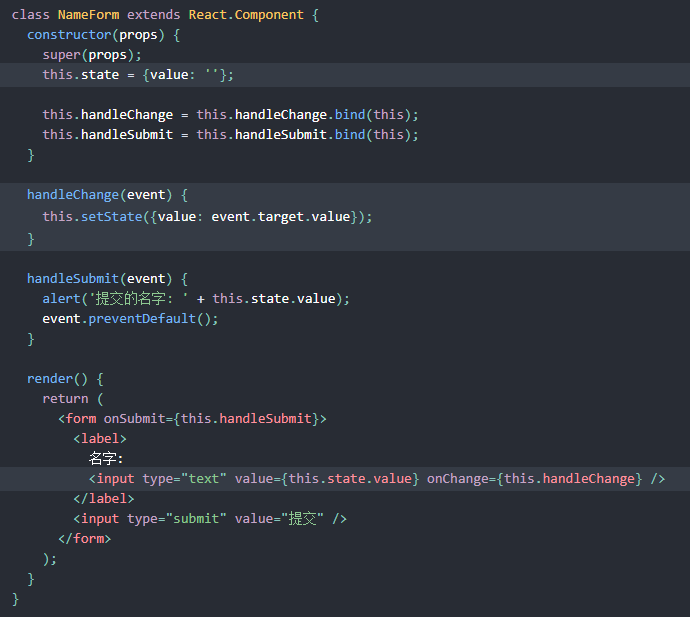 class NameForm extends React.Component {
constructor(props) {
super(props);
this.state = {value: ''};
this.handleChange = this.handleChange.bind(this);
this.handleSubmit = this.handleSubmit.bind(this);
}
handleChange(event) {
this.setState({value: event.target.value});
}
handleSubmit(event) {
alert('提交的名字: ' + this.state.value);
event.preventDefault();
}
render() {
return (
<form onSubmit={this.handleSubmit}>
<label>
名字:
<input type="text" value={this.state.value} onChange={this.handleChange} />
</label>
<input type="submit" value="提交" />
</form>
);
}
}